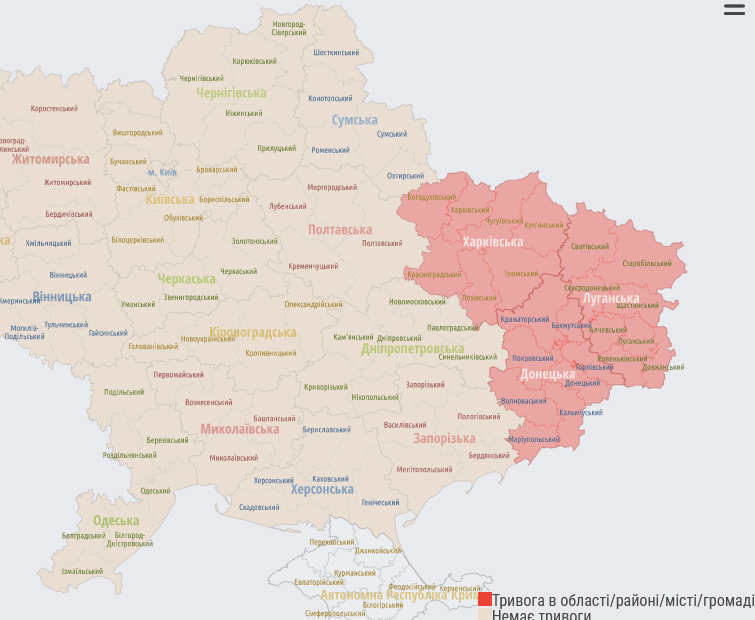 Новгород-
Сіверський
Шосткинський
Корюківський
Чернігівський
Чернігівська
Конотопський
Коростенський
Ніжинський
Сумська
Сумський
Вишгородський
Прилуцький
Роменський
Житомирська
Бучанський
м. Київ
Броварський
Охтирський
Житомирський
Фастівський
Миргородський
Київська
Бориспільський
Богодухівський
Бердичівський
Обухівський
Лубенський
Харківський
Чугуївський
Куп'янський
Полтавська
Хмільницький
Білоцерківський
Золотоніський
Полтавський
Харківська
Сватівський
Старобільський
Вінницький
Черкаська
Черкаський
Кременчуцький
Красноградський
Ізюмський
Сєвєродонецький
Вінницька
Звенигородський
Уманський
Олександрійський
Новомосковський
Лозівський
Луганська
Щастинський
Могилів-
Подільський
Тульчинський
Гайсинський
Краматорський
Бахмутський
Алчевський
Кіровоградська
Новоукраїнський
Кам'янський
Дніпровський
Павлоградський
Луганський
Голованівський
Кропивницький
Дніпропетровська
Синельниківський
Покровський
Горлівський
Ровеньківський
Довжанський
Первомайський
Донецька
Донецький
Подільський
Криворізький
Запорізький
Вознесенський
Нікопольський
Волноваський
Кальміуський
Баштанський
Миколаївська
Бериславський
Василівський
Пологівський
Березівський
Запорізька
Маріупольський
Роздільнянський
Миколаївський
Бердянський
Мелітопольський
Херсонський
Каховський
Одеський
Херсонська
Скадовський
Генічеський
Одеська
Болградський
Білгород-
Дністровський
Перекопський
Джанкойський
Ізмаїльський
Курманський
Євпаторійський
Феодосійський
Керченський
Автономна Республіка Крим
Білогірський
Сімферопольський
Тривога в області/районі/місті/громаді
Немає тривоги